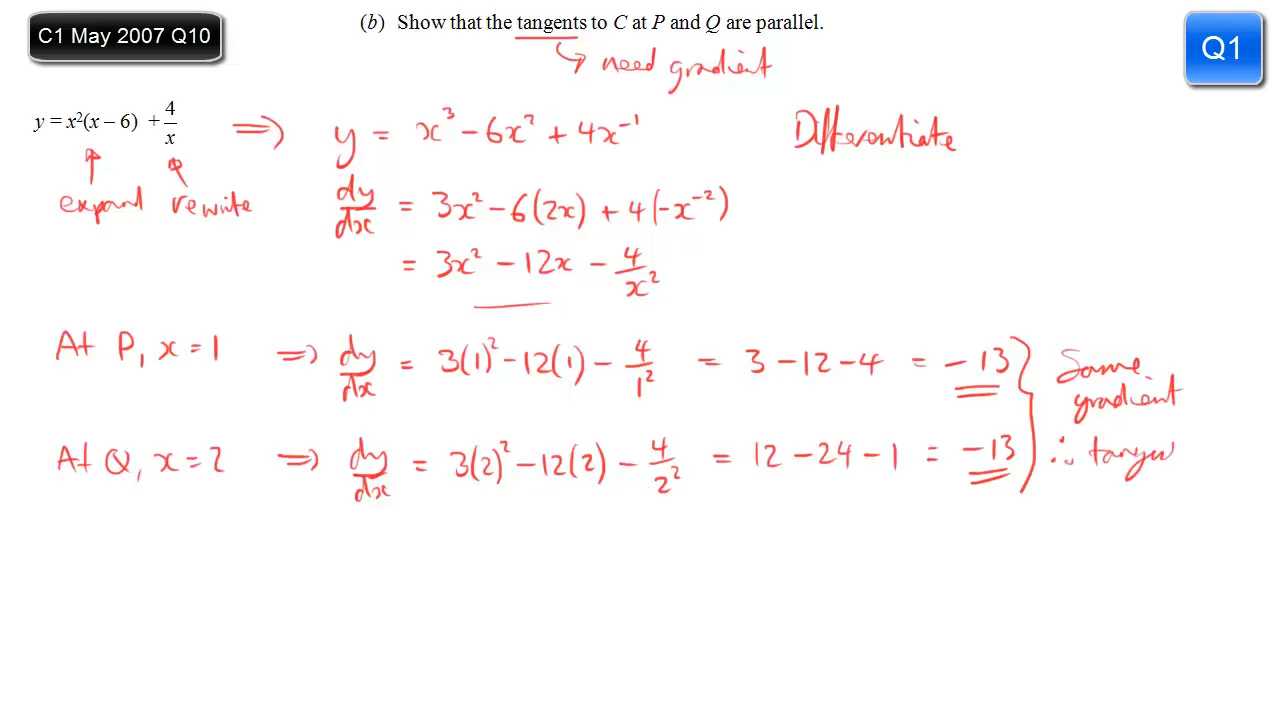 C1 May 2007 Q10
(b) Show that the tangents to C at P and Q are parallel.
Q1
↳ need gradient
y = x²(x – 6) + 4/x ⇒ y = x³ – 6x² + 4x⁻¹
Differentiate
expand rewrite
dy/dx = 3x² – 6(2x) + 4(-x⁻²)
= 3x² – 12x – 4/x²
At P, x = 1 ⇒ dy/dx = 3(1)² – 12(1) – 4/1² = 3 – 12 – 4 = –13
Same
gradient
At Q, x = 2 ⇒ dy/dx = 3(2)² – 12(2) – 4/2² = 12 – 24 – 1 = –13
∴